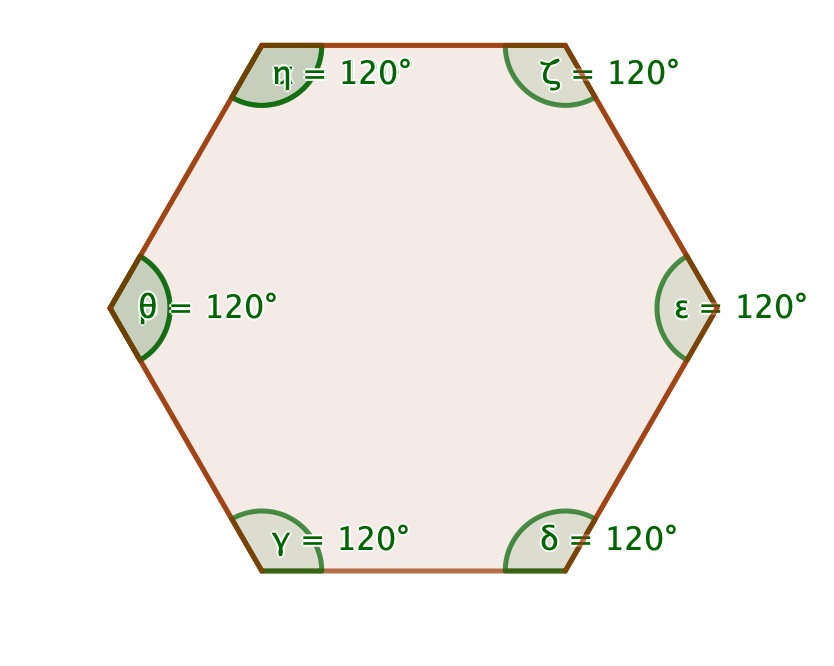 η = 120°
ζ = 120°
θ = 120°
ε = 120°
γ = 120°
δ = 120°